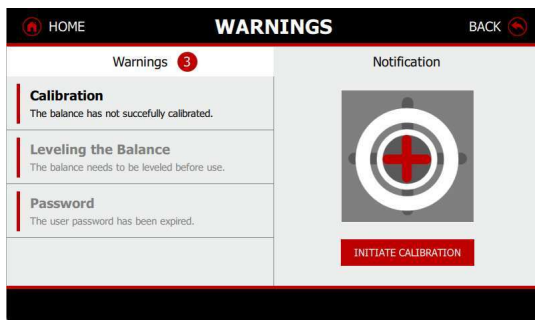 HOME
WARNINGS
BACK
Warnings 3
Notification
Calibration
The balance has not succefully calibrated.
Leveling the Balance
The balance needs to be leveled before use.
Password
The user password has been expired.
INITIATE CALIBRATION